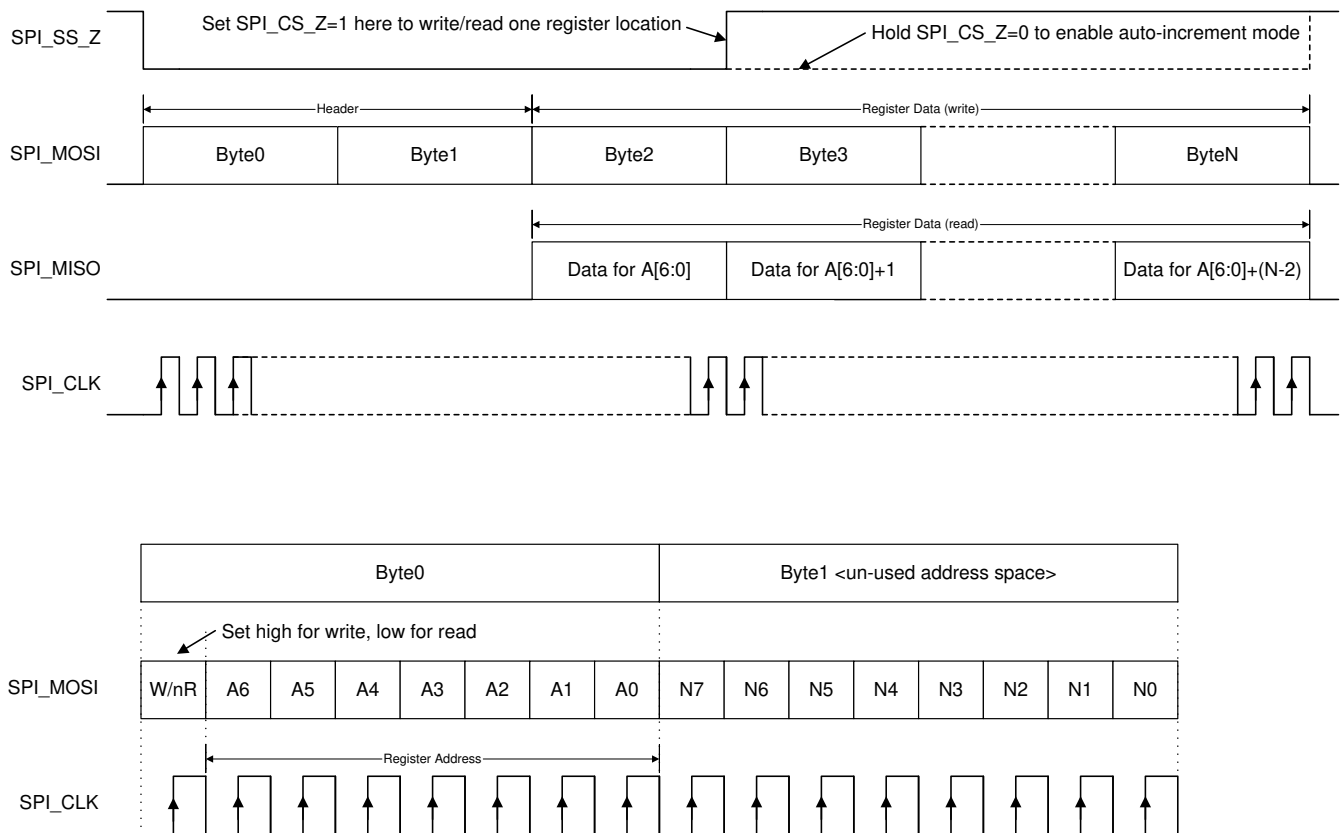 Set SPI_CS_Z=1 here to write/read one register location
SPI_SS_Z
Hold SPI_CS_Z=0 to enable auto-increment mode
Header
Register Data (write)
SPI_MOSI
Byte0
Byte1
Byte2
Byte3
ByteN
Register Data (read)
SPI_MISO
Data for A[6:0]
Data for A[6:0]+1
Data for A[6:0]+(N-2)
SPI_CLK
Byte0
Byte1 <un-used address space>
Set high for write, low for read
SPI_MOSI
W/nR
A6
A5
A4
A3
A2
A1
A0
N7
N6
N5
N4
N3
N2
N1
N0
Register Address
SPI_CLK